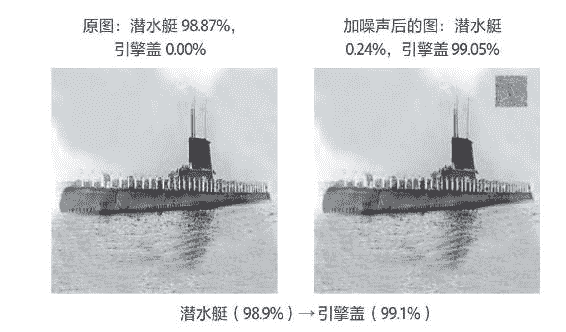 原图：潜水艇 98.87%，
引擎盖 0.00%
加噪声后的图：潜水艇
0.24%，引擎盖 99.05%
潜水艇（98.9%）→引擎盖（99.1%）